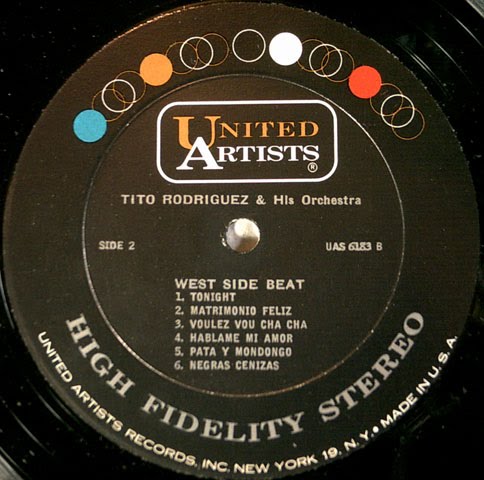 UNITED
ARTISTS
®
TITO RODRIGUEZ & His Orchestra
SIDE 2
UAS 6183 B
WEST SIDE BEAT
1. TONIGHT
2. MATRIMONIO FELIZ
3. VOULEZ VOU CHA CHA
4. HABLAME MI AMOR
5. PATA Y MONDONGO
6. NEGRAS CENIZAS
HIGH FIDELITY STEREO
UNITED ARTISTS RECORDS, INC. NEW YORK 19, N.Y. • MADE IN U.S.A.